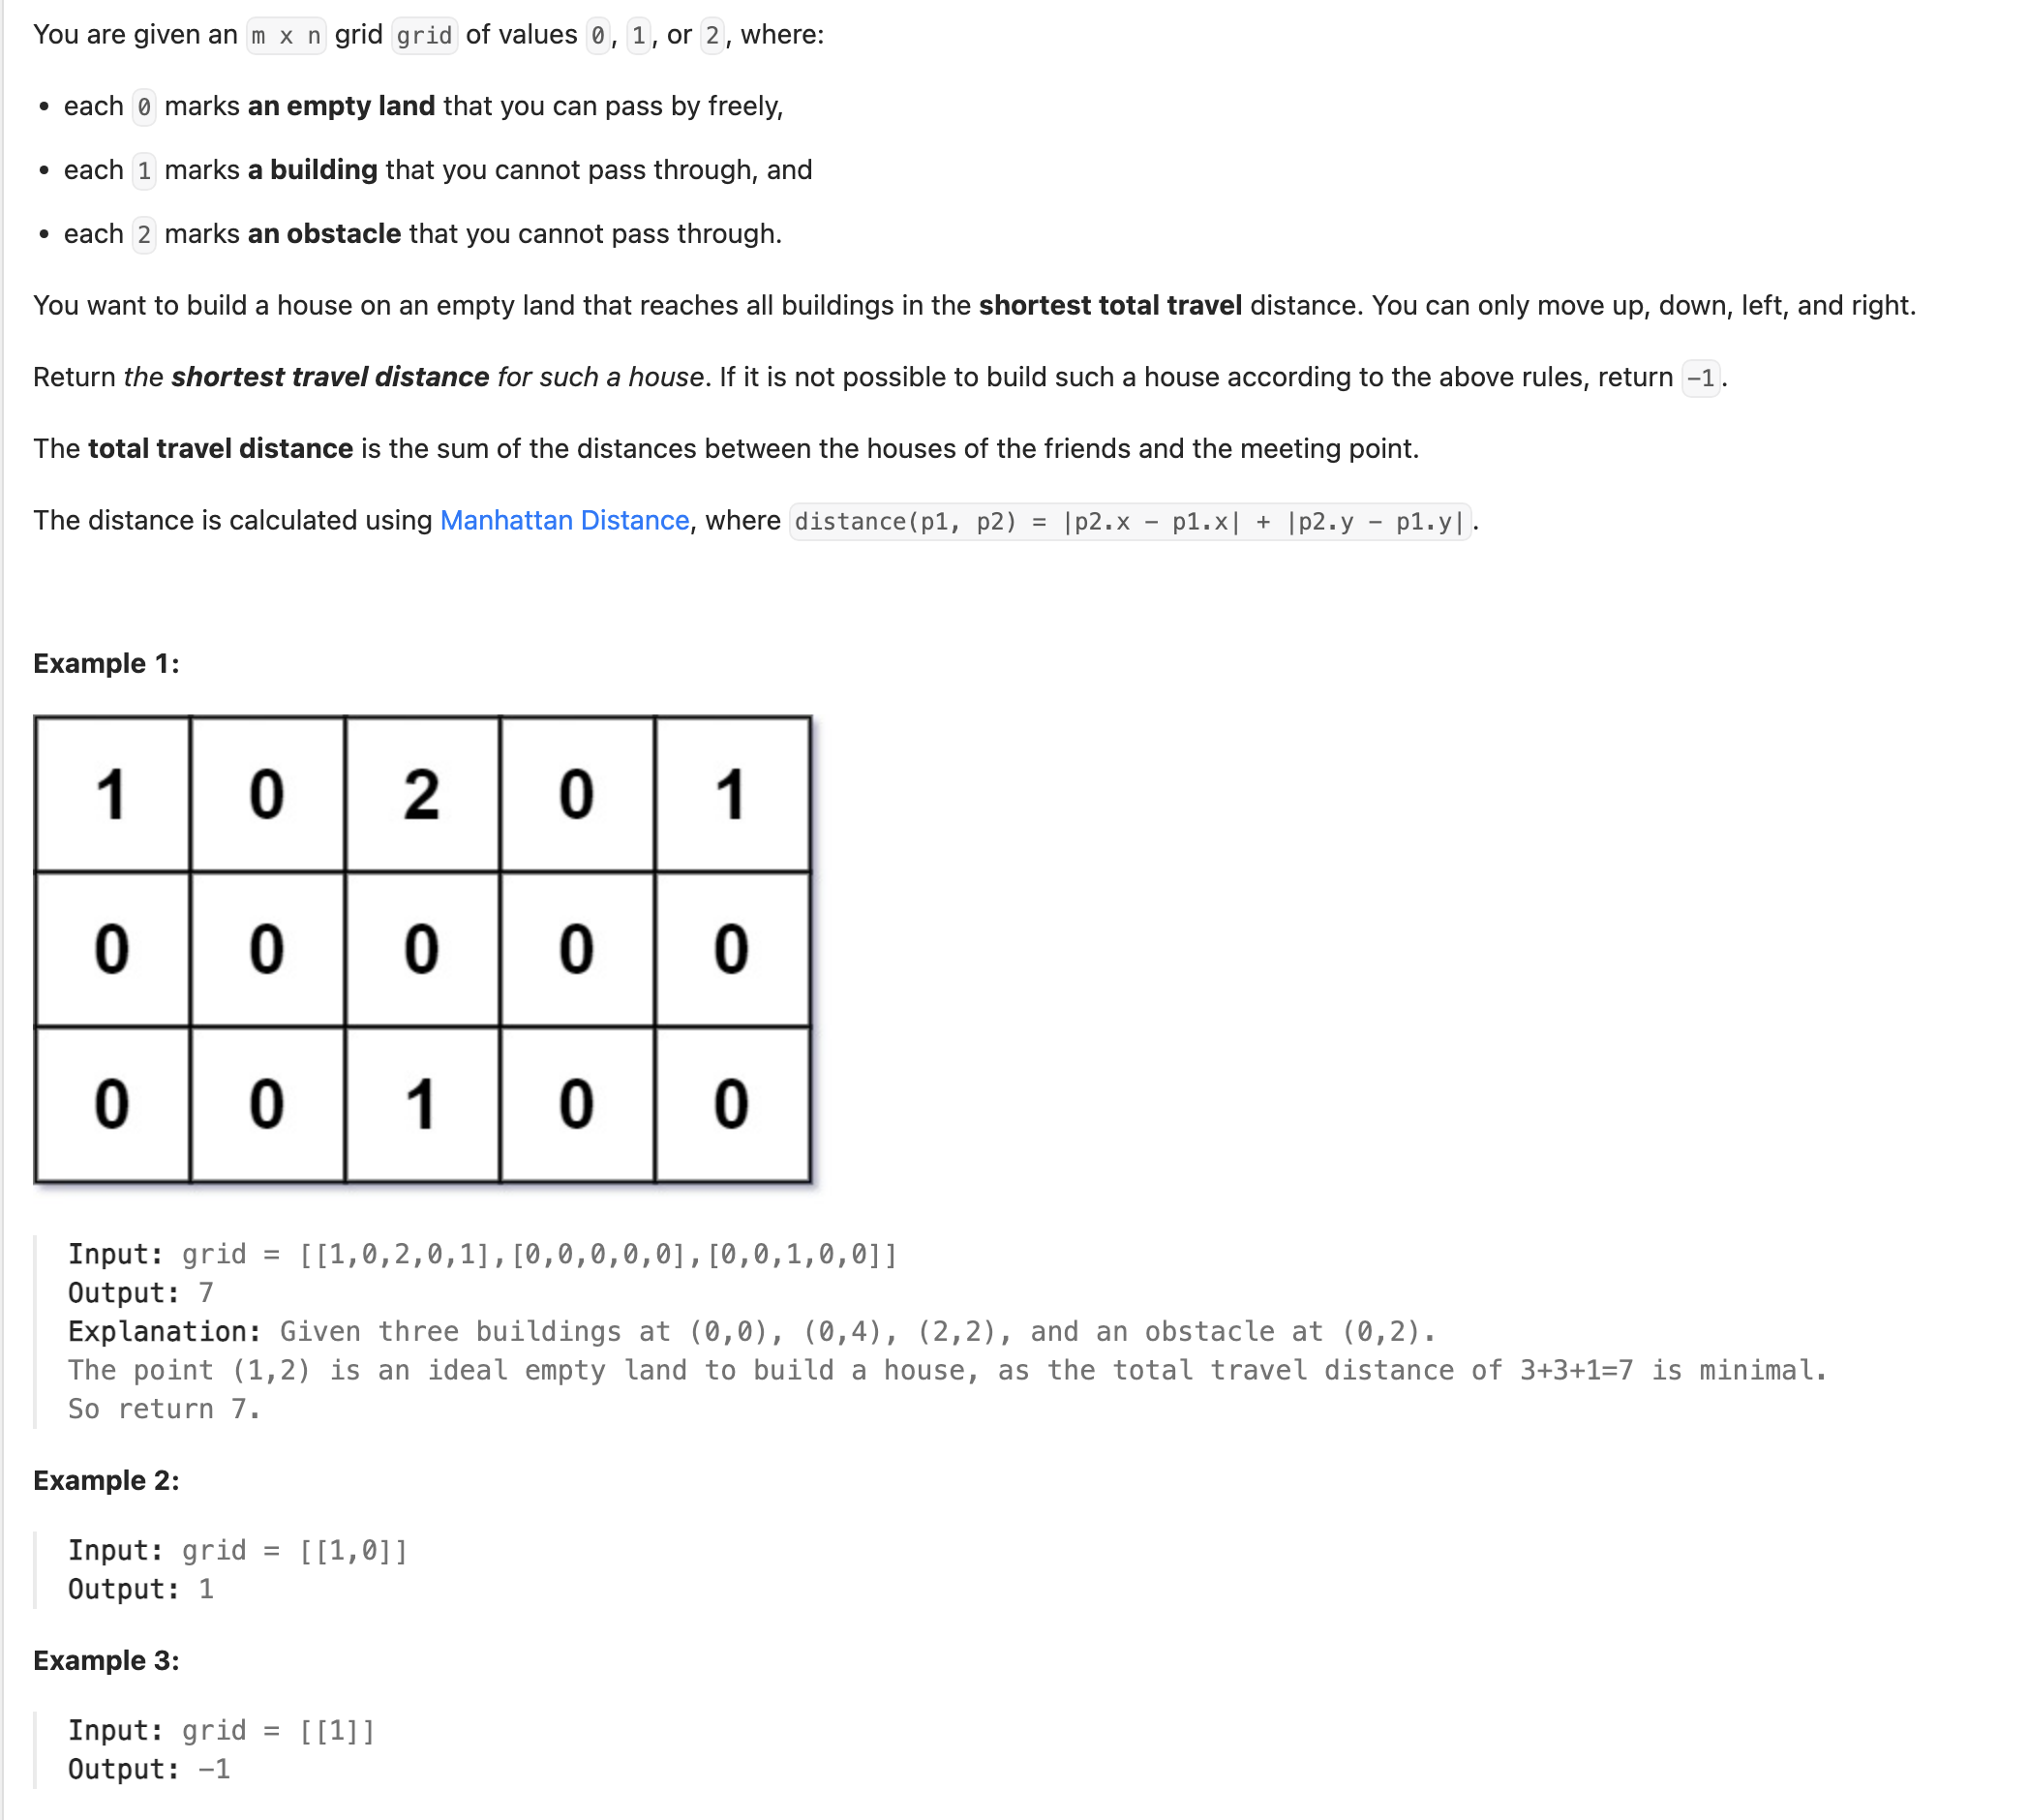 You are given an m x n grid grid of values 0, 1, or 2, where:
• each 0 marks an empty land that you can pass by freely,
• each 1 marks a building that you cannot pass through, and
• each 2 marks an obstacle that you cannot pass through.
You want to build a house on an empty land that reaches all buildings in the shortest total travel distance. You can only move up, down, left, and right.
Return the shortest travel distance for such a house. If it is not possible to build such a house according to the above rules, return −1.
The total travel distance is the sum of the distances between the houses of the friends and the meeting point.
The distance is calculated using Manhattan Distance, where distance(p1, p2) = |p2.x − p1.x| + |p2.y − p1.y|.
Example 1:
1 0 2 0 1
0 0 0 0 0
0 0 1 0 0
Input: grid = [[1,0,2,0,1],[0,0,0,0,0],[0,0,1,0,0]]
Output: 7
Explanation: Given three buildings at (0,0), (0,4), (2,2), and an obstacle at (0,2).
The point (1,2) is an ideal empty land to build a house, as the total travel distance of 3+3+1=7 is minimal.
So return 7.
Example 2:
Input: grid = [[1,0]]
Output: 1
Example 3:
Input: grid = [[1]]
Output: −1